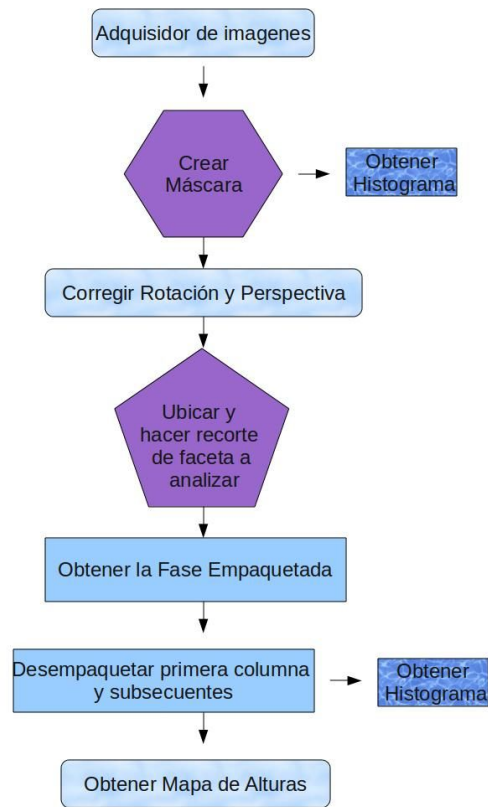 Adquisidor de imagenes
Crear
Máscara
Obtener
Histograma
Corregir Rotación y Perspectiva
Ubicar y
hacer recorte
de faceta a
analizar
Obtener la Fase Empaquetada
Desempaquetar primera columna
y subsecuentes
Obtener
Histograma
Obtener Mapa de Alturas